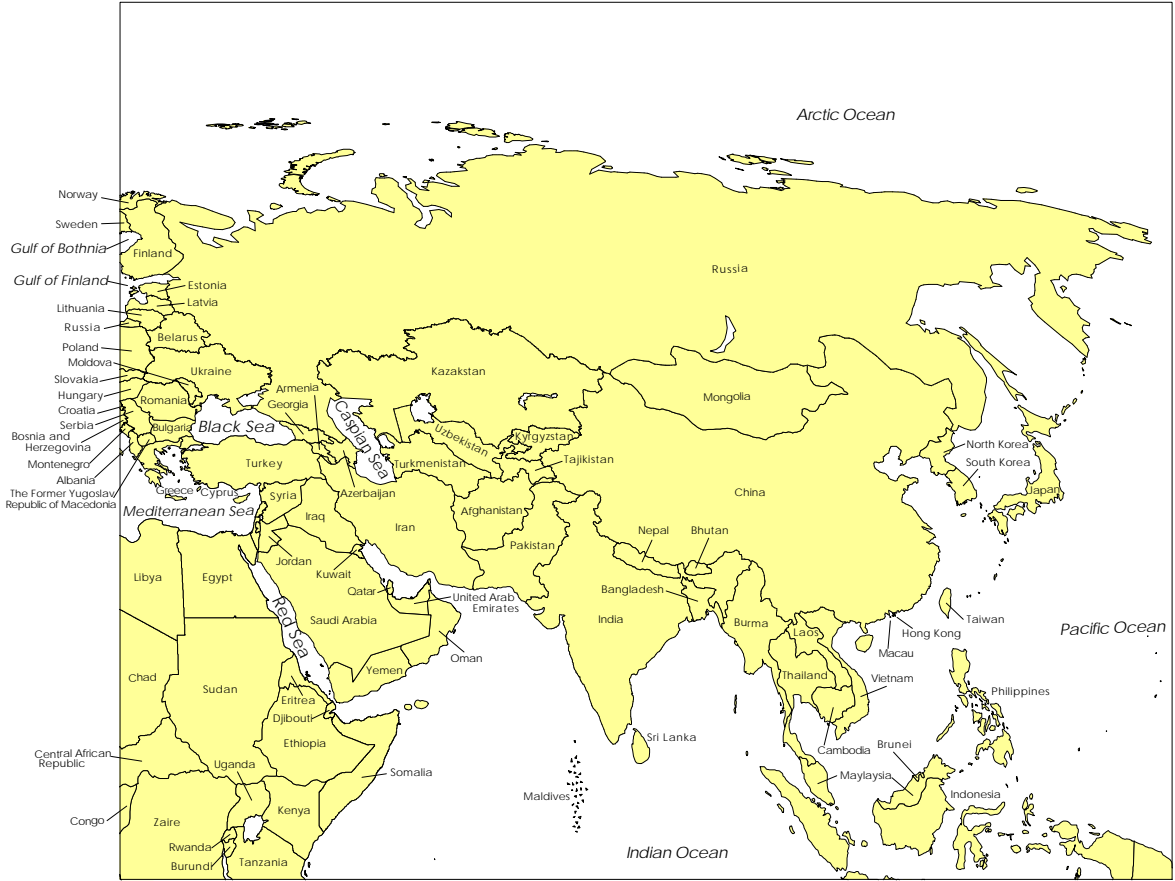 Arctic Ocean
Norway
Sweden
Gulf of Bothnia
Finland
Russia
Gulf of Finland
Estonia
Latvia
Lithuania
Russia
Belarus
Poland
Moldova
Ukraine
Kazakstan
Slovakia
Armenia
Hungary
Romania
Mongolia
Georgia
Croatia
Caspian Sea
Serbia
Bulgaria
Black Sea
Bosnia and
Herzegovina
Uzbekistan
Kyrgyzstan
North Korea
Montenegro
Turkey
Turkmenistan
Tajikistan
South Korea
Albania
Greece
Cyprus
Syria
Azerbaijan
China
Japan
The Former Yugoslav
Republic of Macedonia
Mediterranean Sea
Iraq
Iran
Afghanistan
Nepal
Bhutan
Pakistan
Jordan
Kuwait
Libya
Egypt
Qatar
United Arab
Emirates
Bangladesh
Red Sea
Saudi Arabia
India
Burma
Taiwan
Hong Kong
Laos
Pacific Ocean
Macau
Oman
Chad
Yemen
Thailand
Vietnam
Sudan
Eritrea
Philippines
Djibouti
Ethiopia
Sri Lanka
Cambodia
Brunei
Central African
Republic
Uganda
Somalia
Maylaysia
Maldives
Indonesia
Kenya
Congo
Zaire
Rwanda
Indian Ocean
Burundi
Tanzania